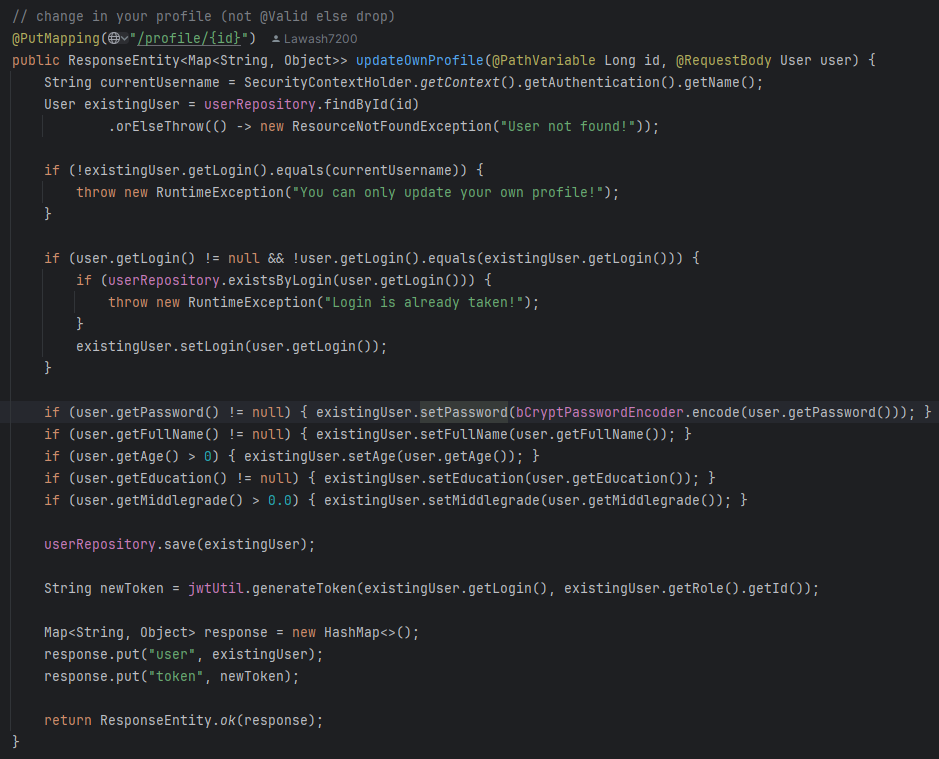 // change in your profile (not @Valid else drop)
@PutMapping("/profile/{id}") Lawash7200
public ResponseEntity<Map<String, Object>> updateOwnProfile(@PathVariable Long id, @RequestBody User user) {
    String currentUsername = SecurityContextHolder.getContext().getAuthentication().getName();
    User existingUser = userRepository.findById(id)
            .orElseThrow(() -> new ResourceNotFoundException("User not found!"));

    if (!existingUser.getLogin().equals(currentUsername)) {
        throw new RuntimeException("You can only update your own profile!");
    }

    if (user.getLogin() != null && !user.getLogin().equals(existingUser.getLogin())) {
        if (userRepository.existsByLogin(user.getLogin())) {
            throw new RuntimeException("Login is already taken!");
        }
        existingUser.setLogin(user.getLogin());
    }

    if (user.getPassword() != null) { existingUser.setPassword(bCryptPasswordEncoder.encode(user.getPassword())); }
    if (user.getFullName() != null) { existingUser.setFullName(user.getFullName()); }
    if (user.getAge() > 0) { existingUser.setAge(user.getAge()); }
    if (user.getEducation() != null) { existingUser.setEducation(user.getEducation()); }
    if (user.getMiddlegrade() > 0.0) { existingUser.setMiddlegrade(user.getMiddlegrade()); }

    userRepository.save(existingUser);

    String newToken = jwtUtil.generateToken(existingUser.getLogin(), existingUser.getRole().getId());

    Map<String, Object> response = new HashMap<>();
    response.put("user", existingUser);
    response.put("token", newToken);

    return ResponseEntity.ok(response);
}